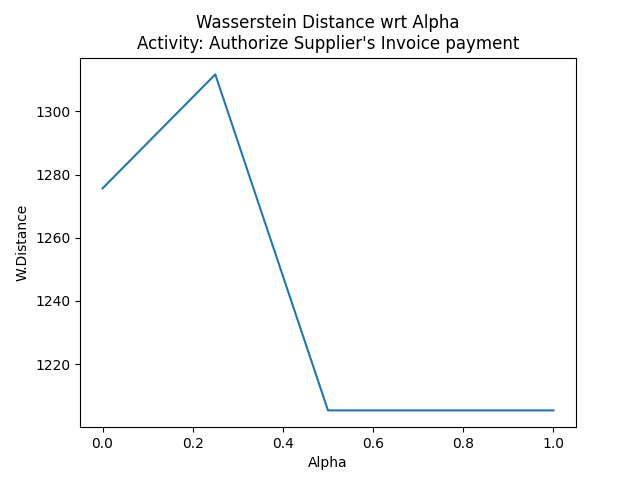 Wasserstein Distance wrt Alpha
Activity: Authorize Supplier's Invoice payment
1300
1280
1260
1240
1220
W.Distance
0.0 0.2 0.4 0.6 0.8 1.0
Alpha